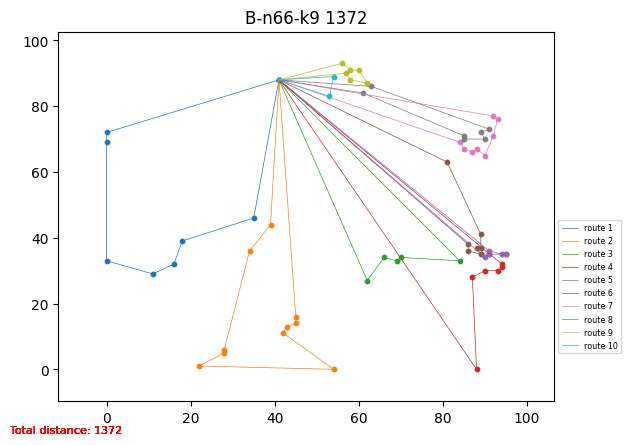 B-n66-k9 1372
100
80
60
40
20
0
0 20 40 60 80 100
route 1
route 2
route 3
route 4
route 5
route 6
route 7
route 8
route 9
route 10
Total distance: 1372